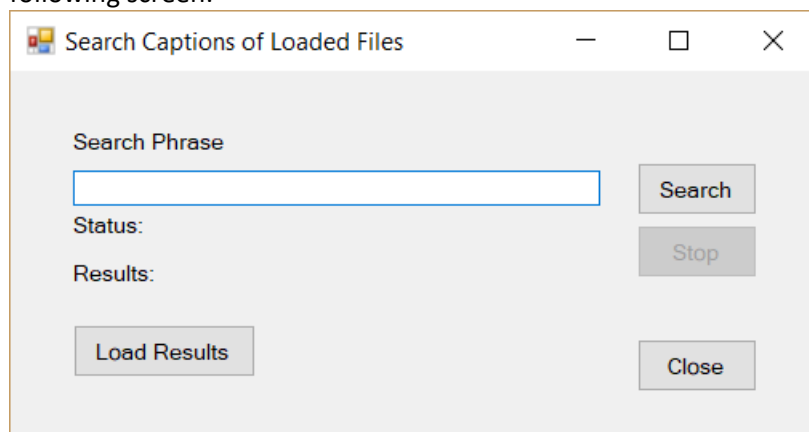 following screen:
Search Captions of Loaded Files
Search Phrase
Search
Status:
Stop
Results:
Load Results
Close